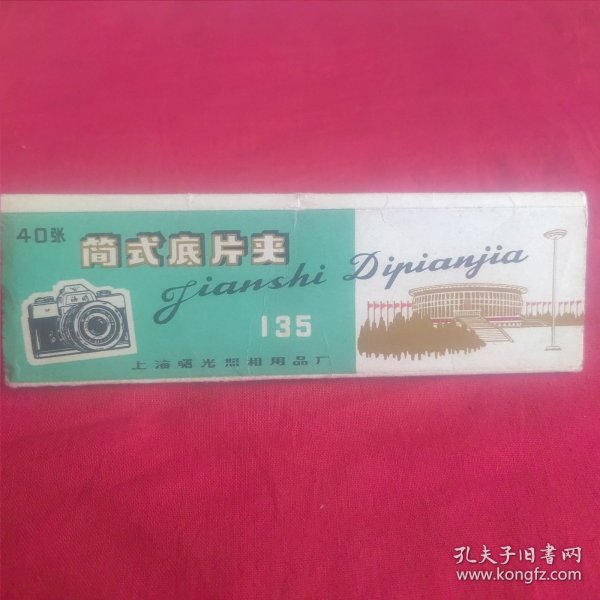 40张
简式底片夹
Jianshi Dipianjia
135
上海曙光照相用品厂
孔夫子旧书网
www.kongfz.com